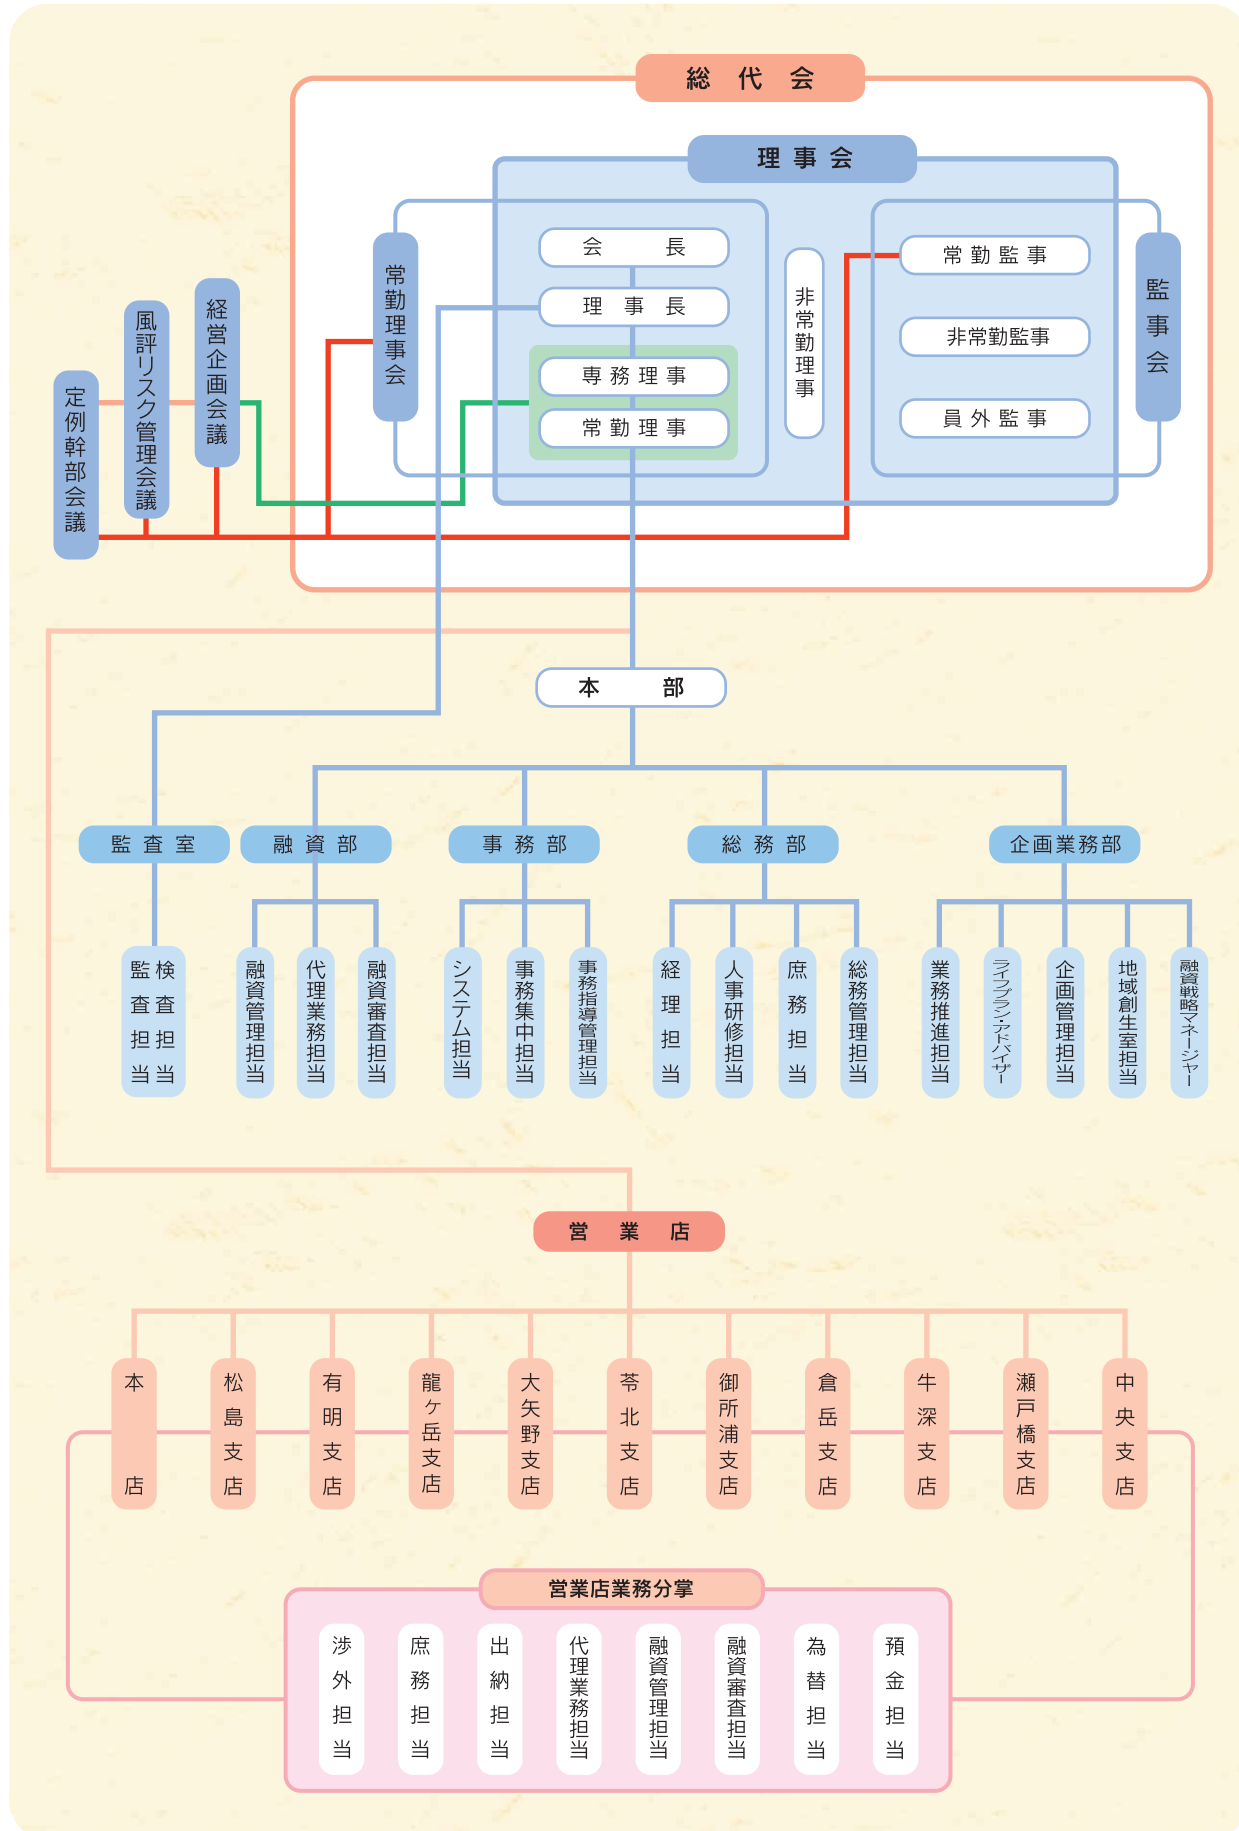 総代会
理事会
会長
理事長
専務理事
常勤理事
常勤理事会
非常勤理事
常勤監事
非常勤監事
員外監事
監事会
経営企画会議
風評リスク管理会議
定例幹部会議
本部
監査室
融資部
事務部
総務部
企画業務部
検査担当
監査担当
融資管理担当
代理業務担当
融資審査担当
システム担当
事務集中担当
事務指導管理担当
経理担当
人事研修担当
庶務担当
総務管理担当
業務推進担当
ライフプラン・アドバイザー
企画管理担当
地域創生室担当
融資戦略マネージャー
営業店
本店
松島支店
有明支店
龍ヶ岳支店
大矢野支店
苓北支店
御所浦支店
倉岳支店
牛深支店
瀬戸橋支店
中央支店
営業店業務分掌
渉外担当
庶務担当
出納担当
代理業務担当
融資管理担当
融資審査担当
為替担当
預金担当